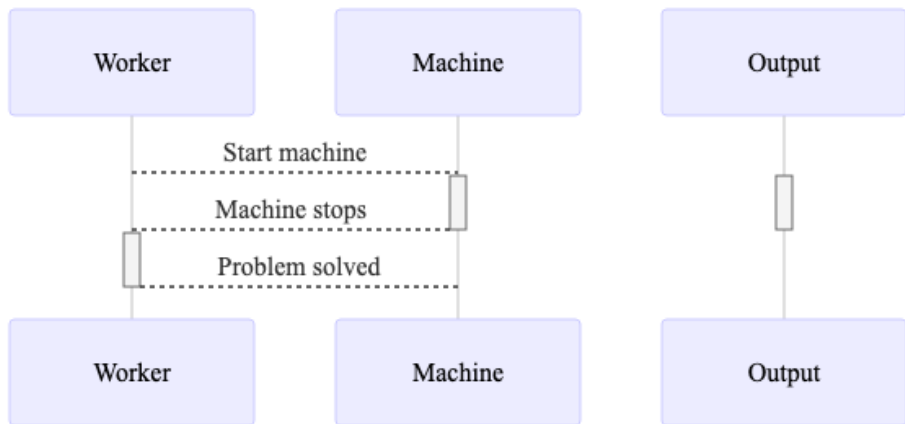 Worker
Machine
Output
Start machine
Machine stops
Problem solved
Worker
Machine
Output